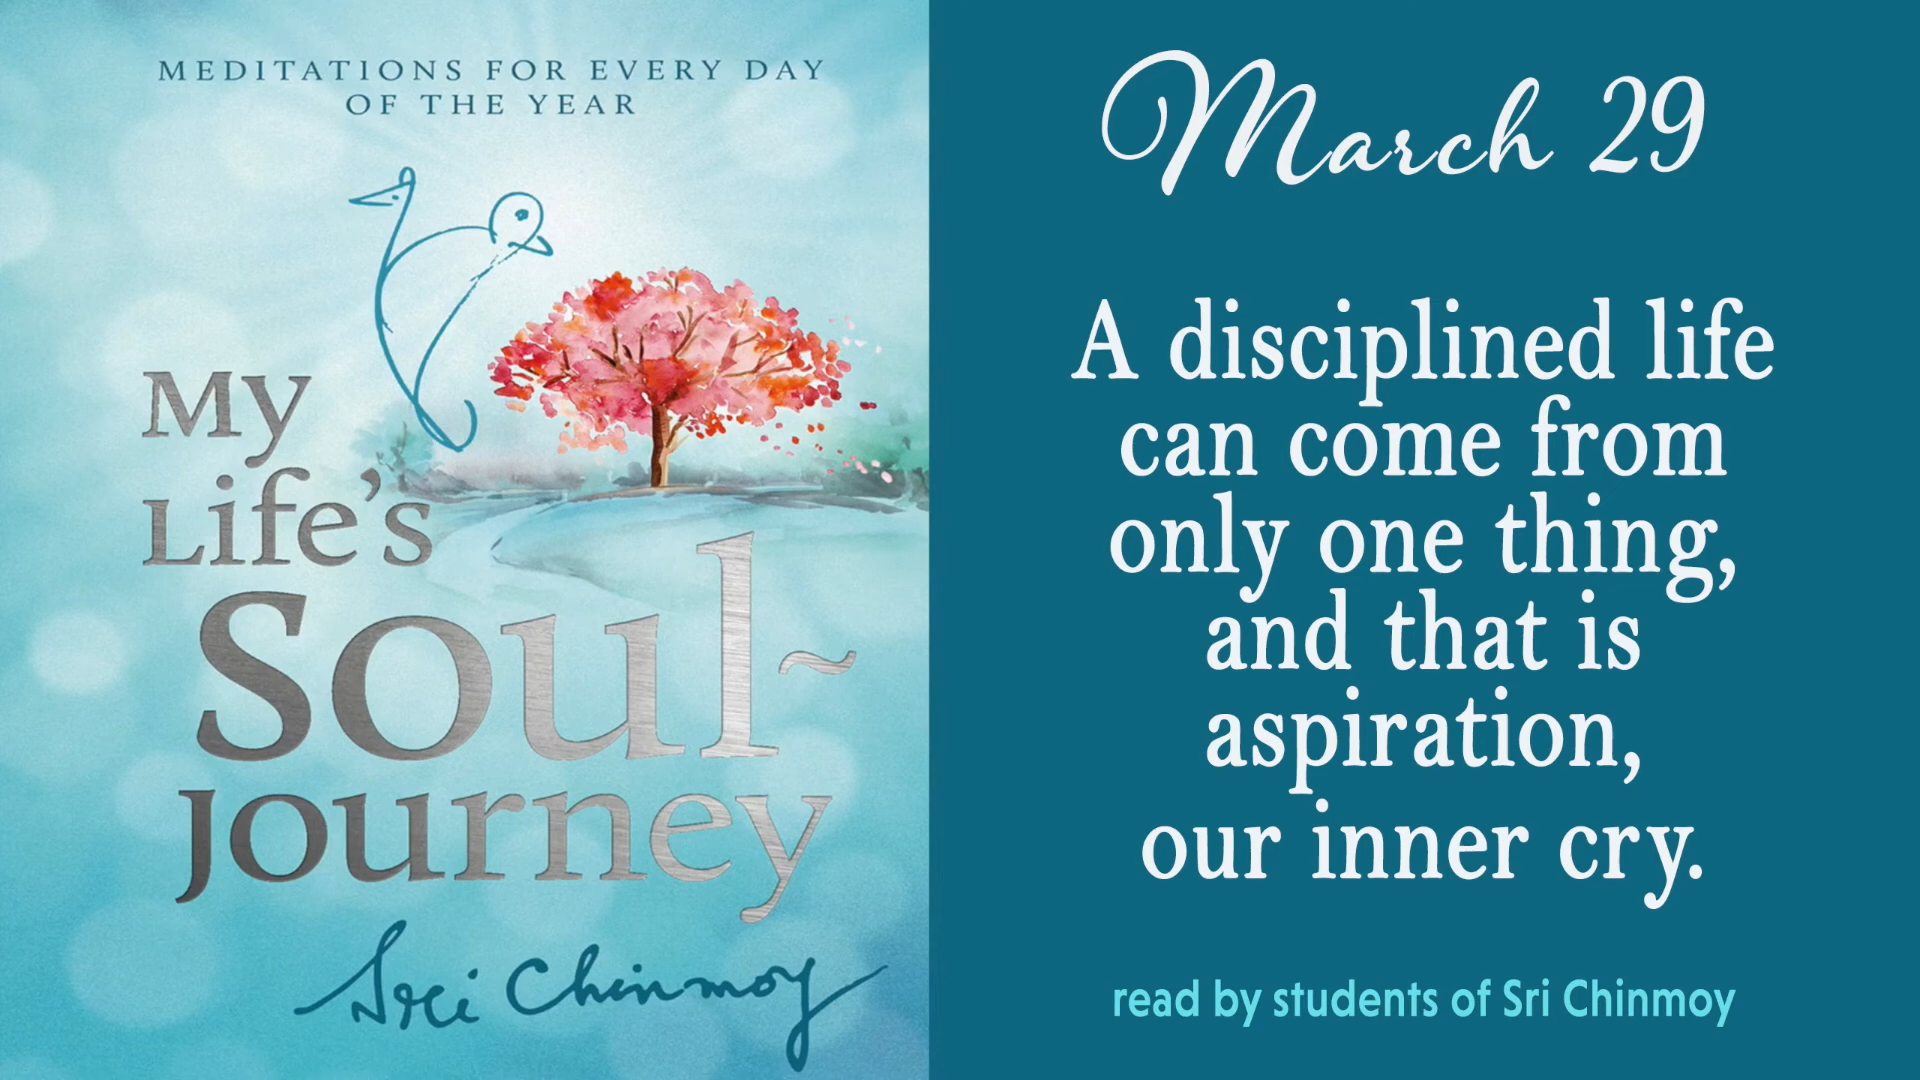 MEDITATIONS FOR EVERY DAY
OF THE YEAR
My
Life's
Soul-
Journey
Sri Chinmoy
March 29
A disciplined life
can come from
only one thing,
and that is
aspiration,
our inner cry.
read by students of Sri Chinmoy